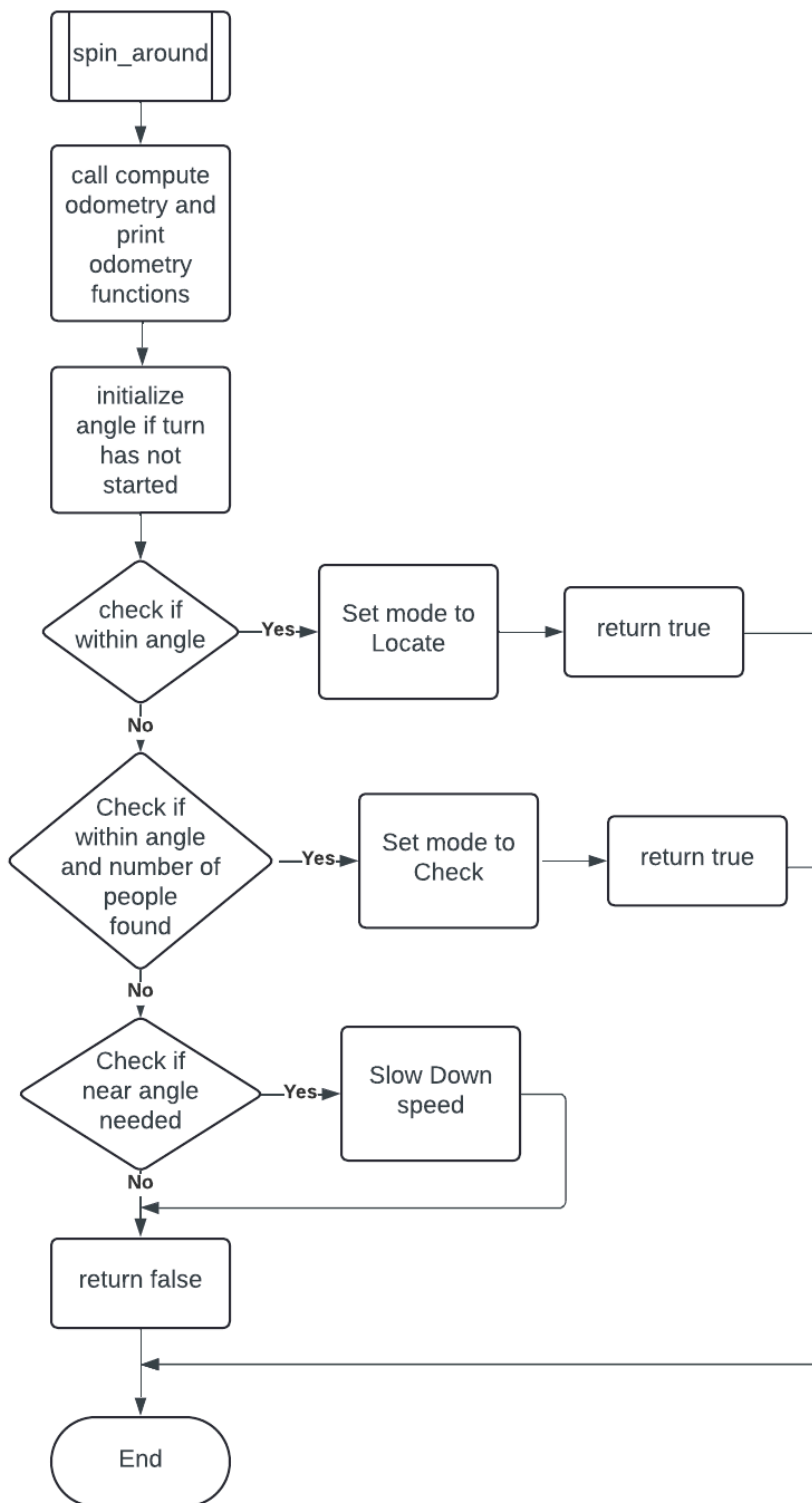 spin_around
call compute
odometry and
print
odometry
functions
initialize
angle if turn
has not
started
check if
within angle
Yes
Set mode to
Locate
return true
No
Check if
within angle
and number of
people
found
Yes
Set mode to
Check
return true
No
Check if
near angle
needed
Yes
Slow Down
speed
No
return false
End